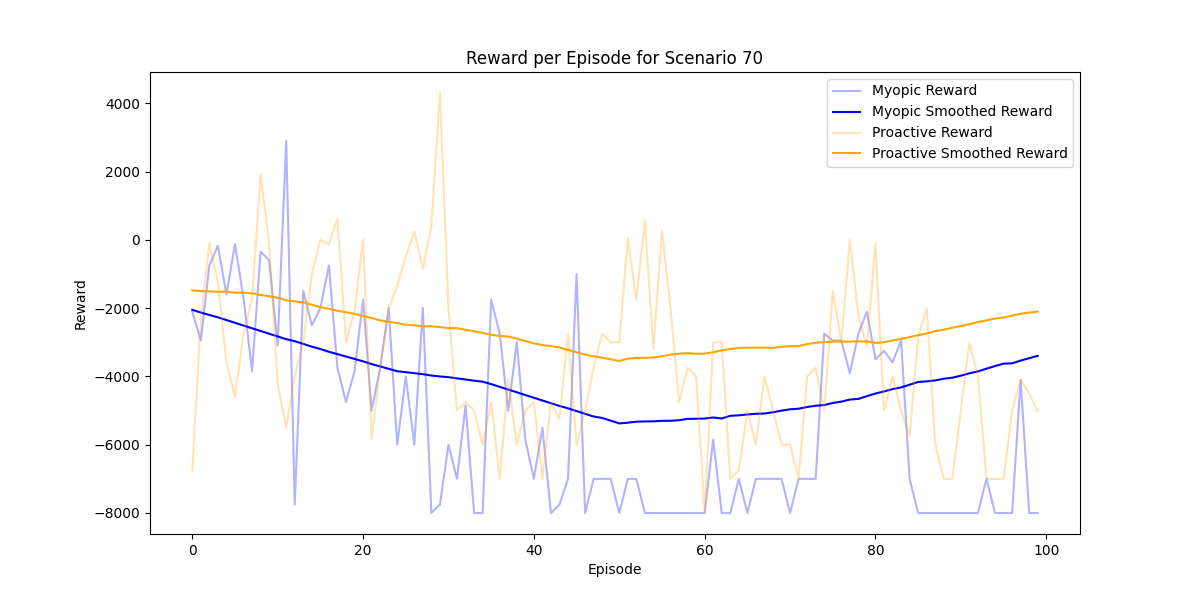 Reward per Episode for Scenario 70
Myopic Reward
Myopic Smoothed Reward
Proactive Reward
Proactive Smoothed Reward
4000
2000
0
−2000
−4000
−6000
−8000
Reward
0 20 40 60 80 100
Episode